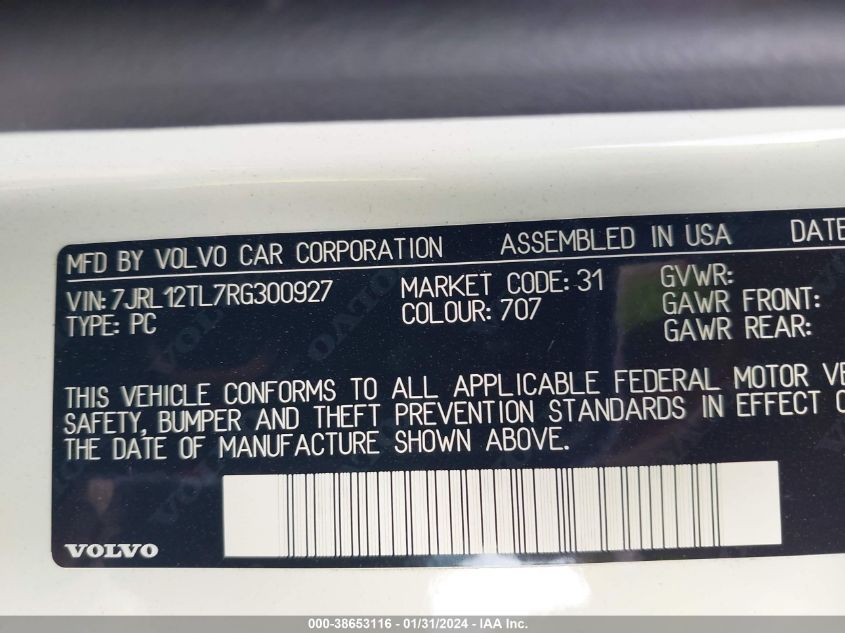 MFD BY VOLVO CAR CORPORATION ASSEMBLED IN USA DATE
VIN: 7JRL12TL7RG300927 MARKET CODE: 31 GVWR:
TYPE: PC COLOUR: 707 GAWR FRONT:
GAWR REAR:
THIS VEHICLE CONFORMS TO ALL APPLICABLE FEDERAL MOTOR VE
SAFETY, BUMPER AND THEFT PREVENTION STANDARDS IN EFFECT O
THE DATE OF MANUFACTURE SHOWN ABOVE.
VOLVO
000-38653116 - 01/31/2024 - IAA Inc.